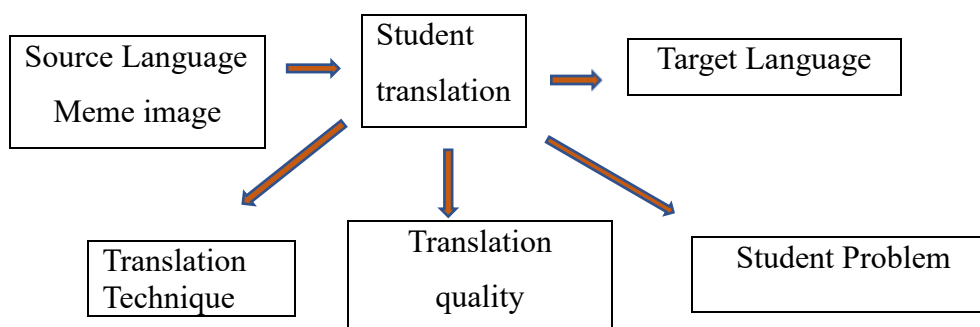 Source Language
Meme image
Student
translation
Target Language
Translation
Technique
Translation
quality
Student Problem